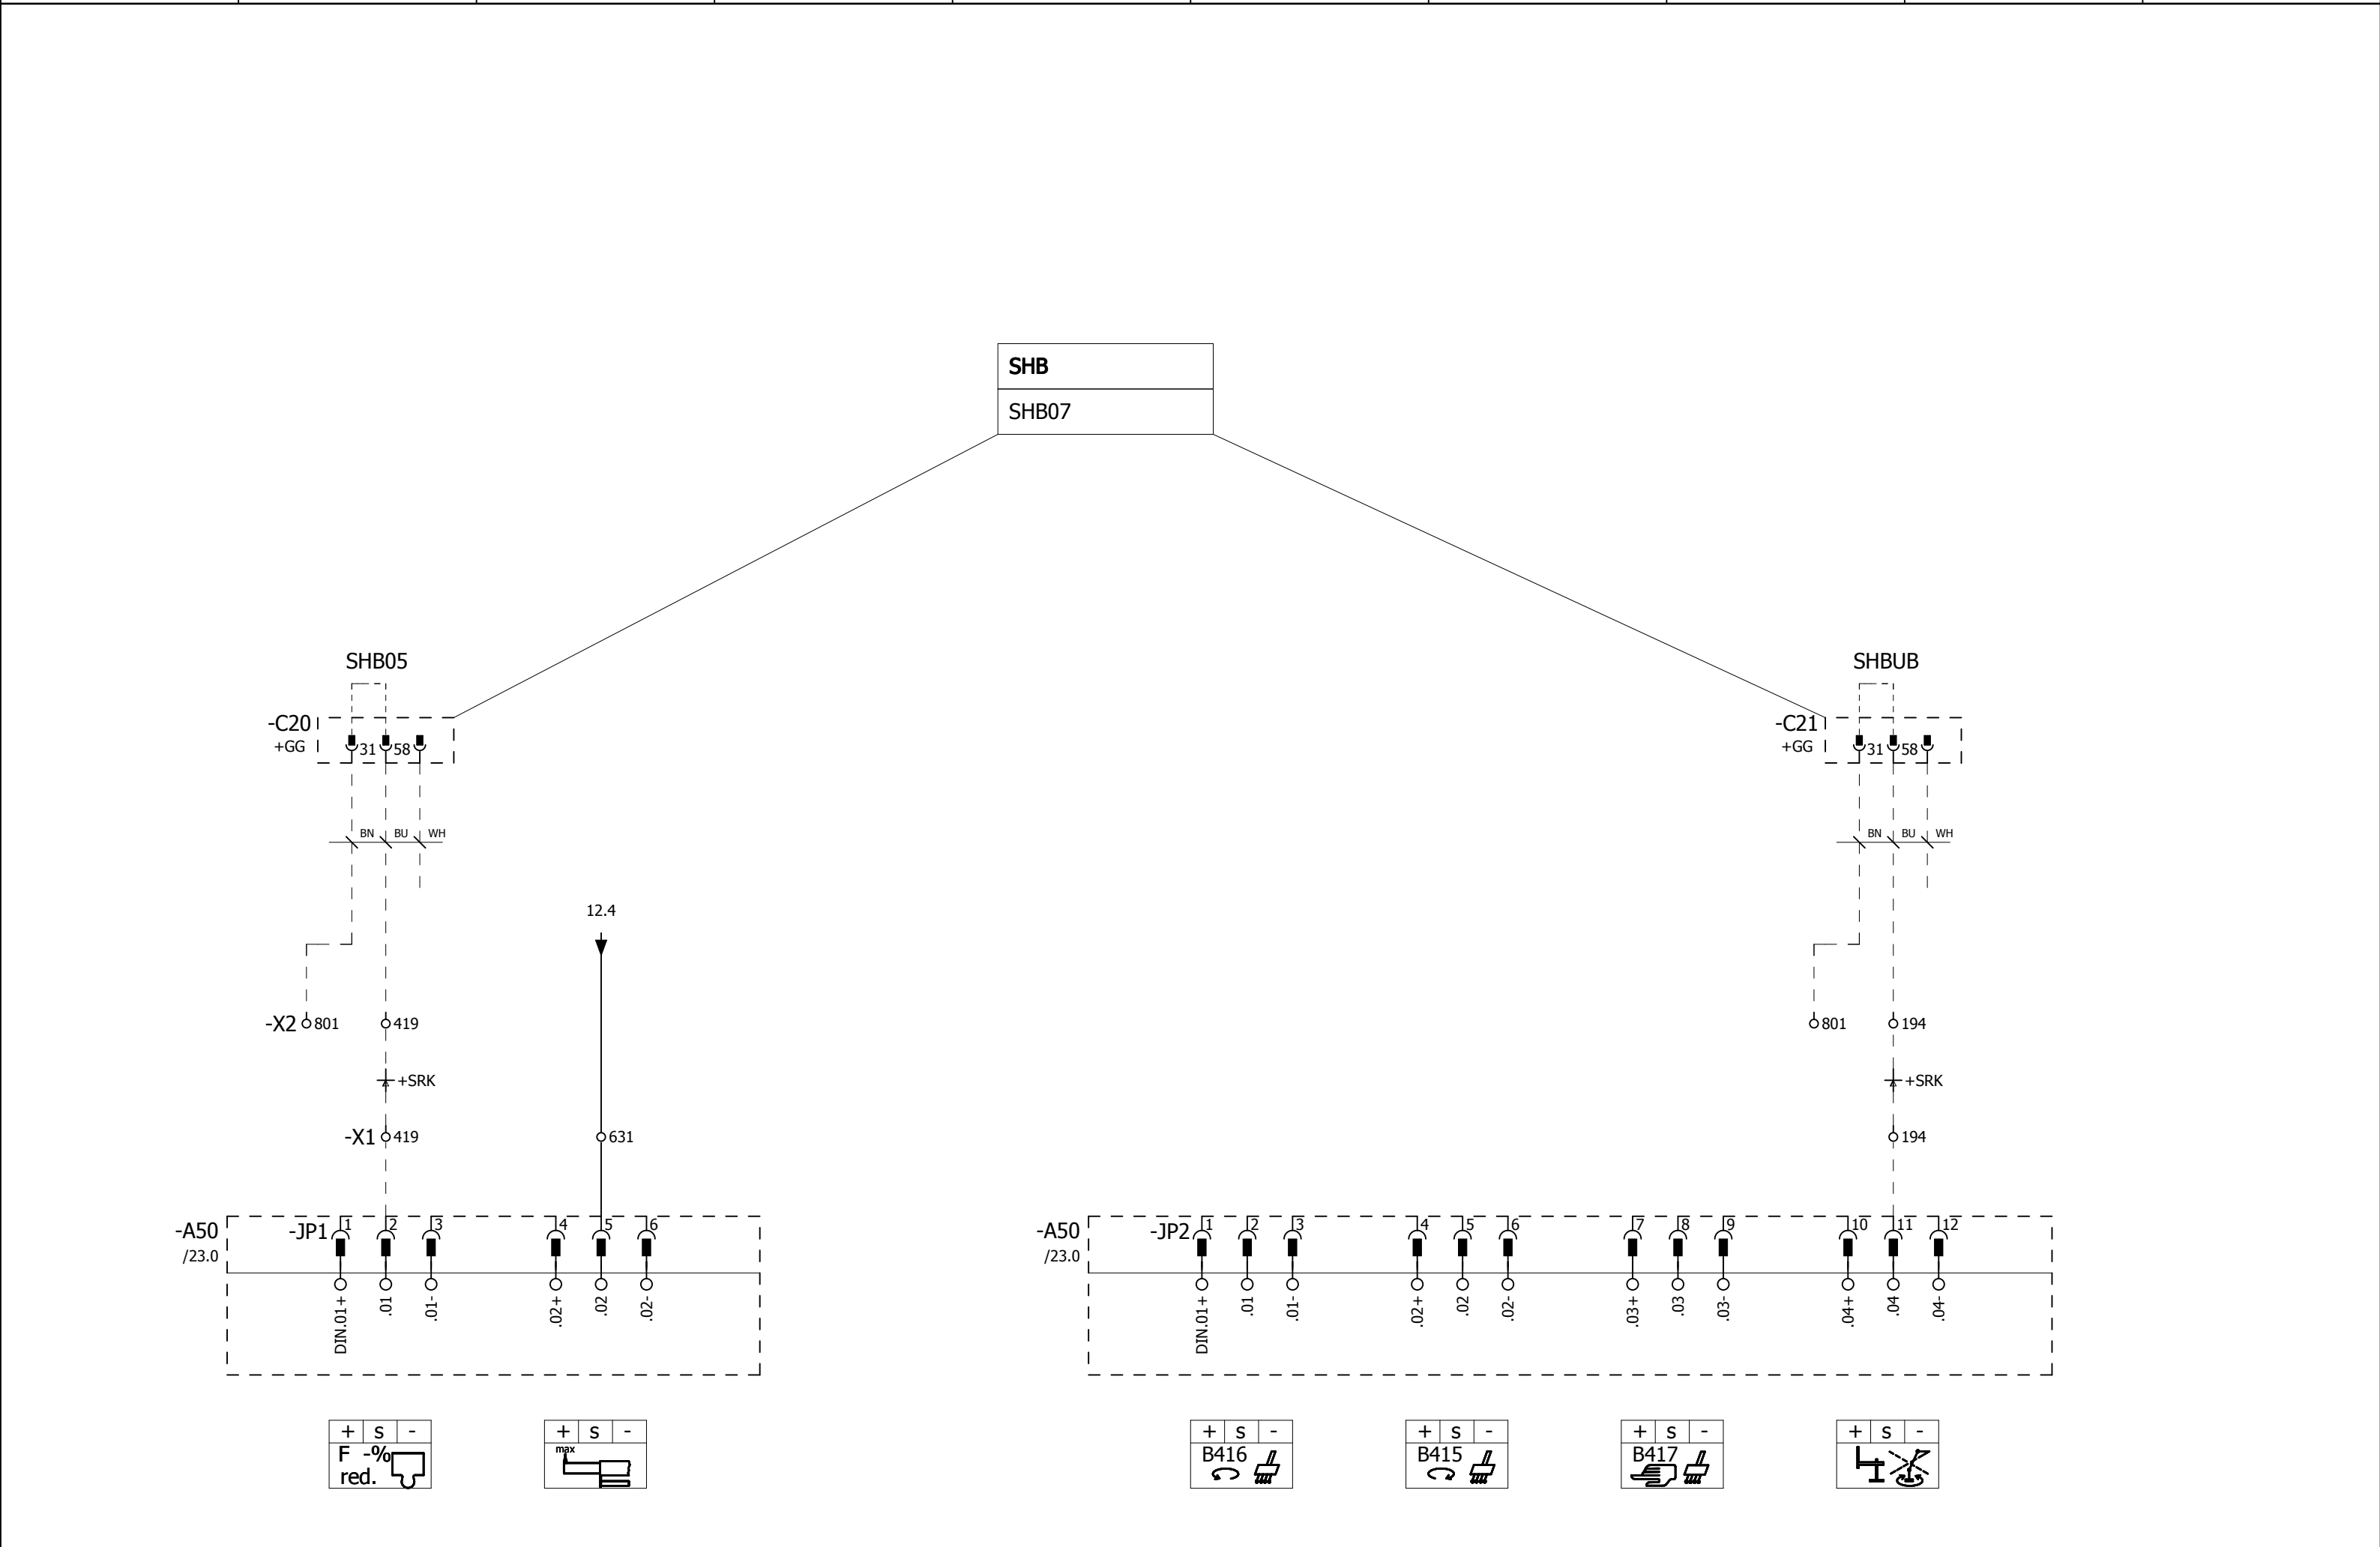 SHB
SHB07
SHB05
SHBUB
-C20
+GG
31
58
-C21
+GG
31
58
BN
BU
WH
BN
BU
WH
12.4
-X2
801
419
801
194
+SRK
+SRK
-X1
419
631
194
-A50
/23.0
-JP1
1
2
3
4
5
6
-A50
/23.0
-JP2
1
2
3
4
5
6
7
8
9
10
11
12
DIN.01+
.01
.01-
.02+
.02
.02-
DIN.01+
.01
.01-
.02+
.02
.02-
.03+
.03
.03-
.04+
.04
.04-
+ s -
F -%
red.
+ s -
max
+ s -
B416
+ s -
B415
+ s -
B417
+ s -